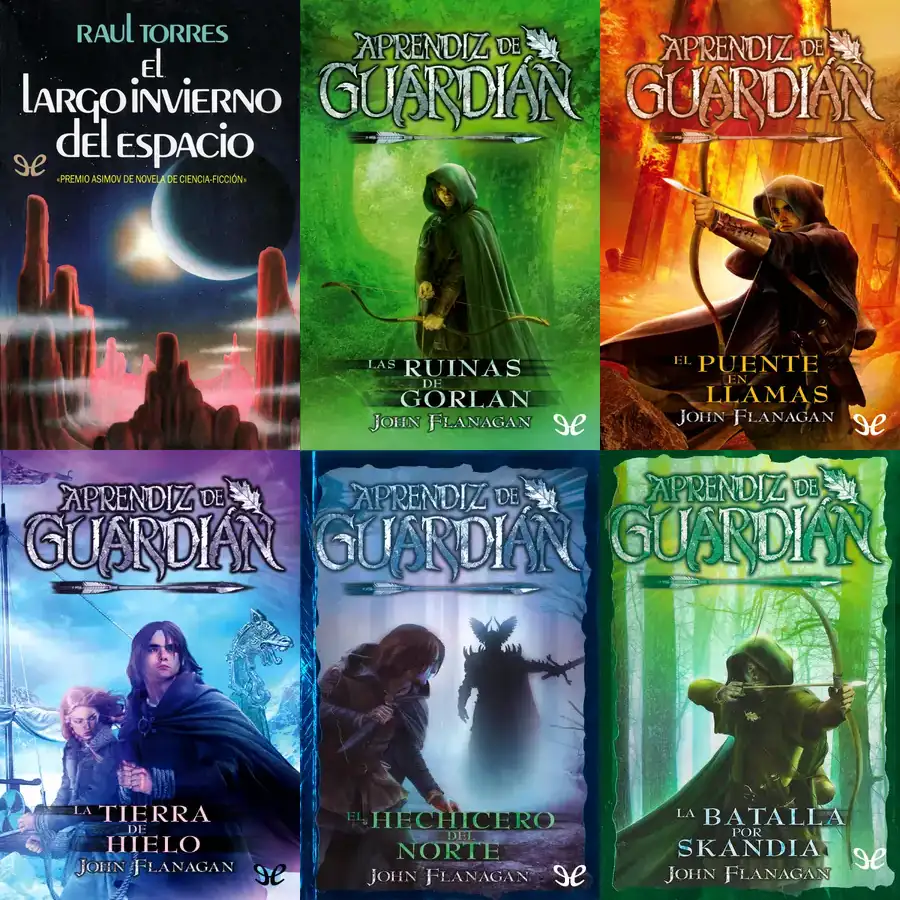 RAUL TORRES
EL
LARGO INVIERNO
DEL ESPACIO
«PREMIO ASIMOV DE NOVELA DE CIENCIA-FICCIÓN»
APRENDIZ DE
GUARDIÁN
LAS RUINAS
DE
GORLAN
JOHN FLANAGAN
APRENDIZ DE
GUARDIÁN
EL PUENTE
EN
LLAMAS
JOHN FLANAGAN
APRENDIZ DE
GUARDIÁN
LA TIERRA
DE
HIELO
JOHN FLANAGAN
APRENDIZ DE
GUARDIÁN
EL HECHICERO
DEL
NORTE
JOHN FLANAGAN
APRENDIZ DE
GUARDIÁN
LA BATALLA
POR
SKANDIA
JOHN FLANAGAN